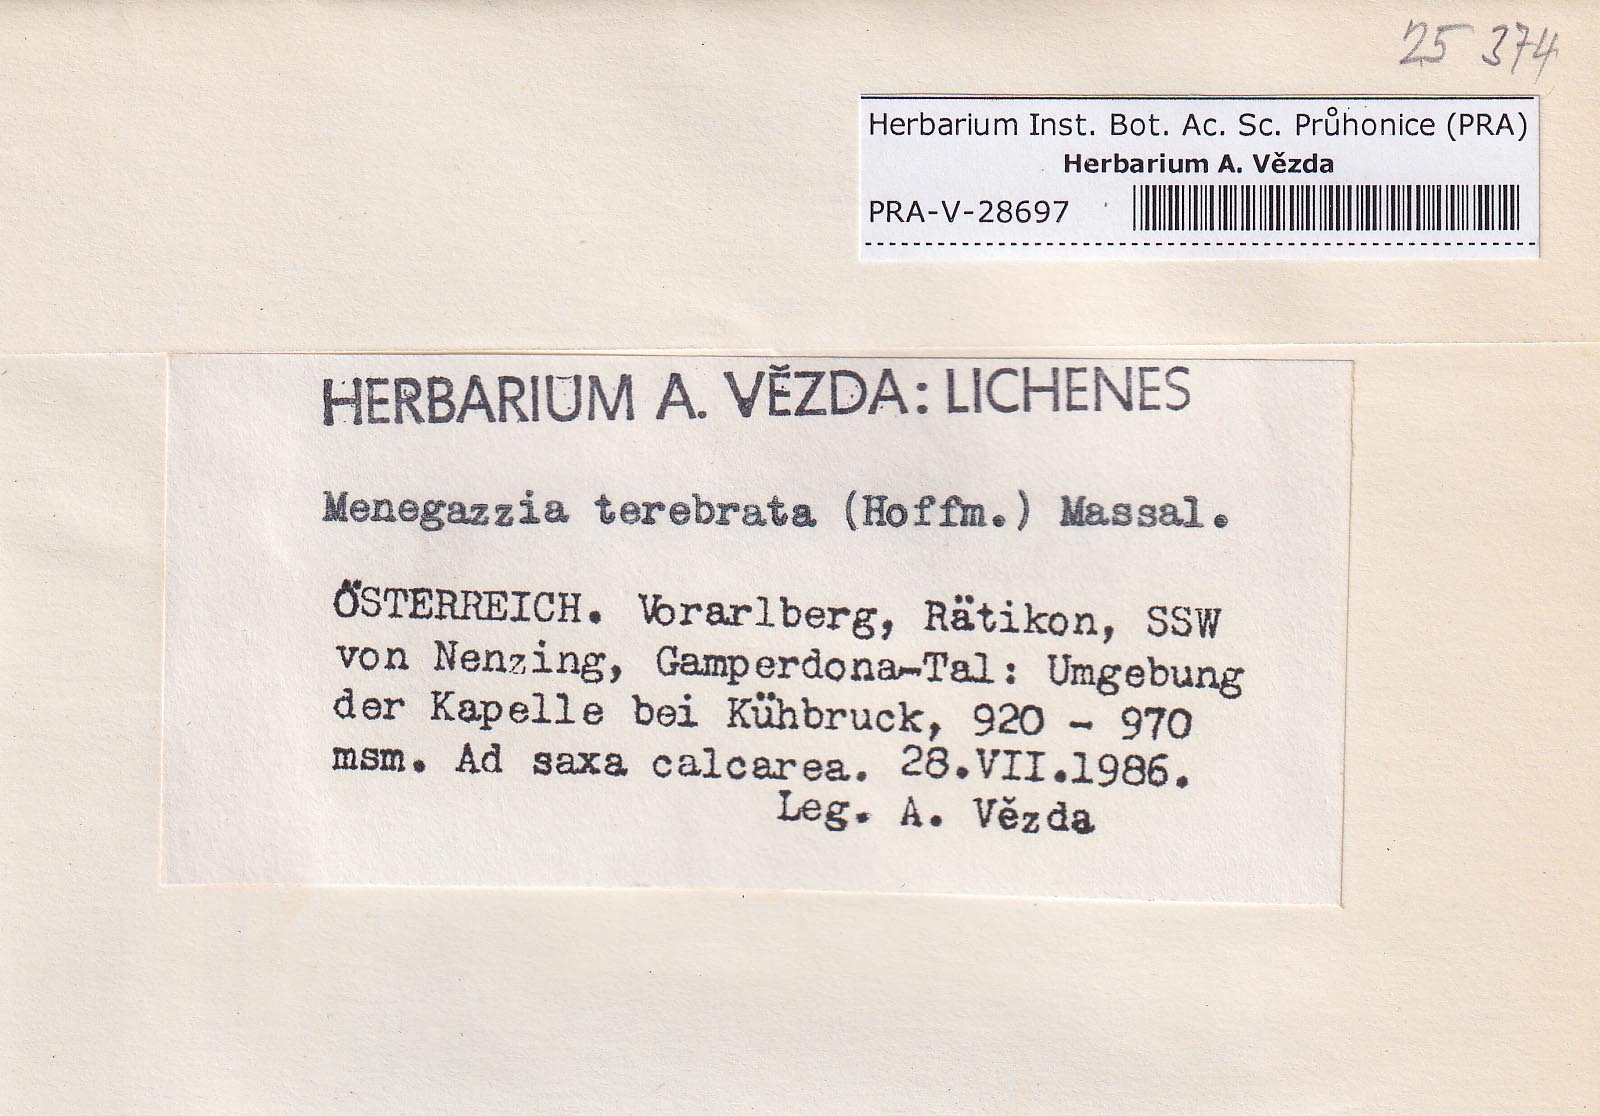 25 374
Herbarium Inst. Bot. Ac. Sc. Průhonice (PRA)
Herbarium A. Vězda
PRA-V-28697
HERBARIUM A. VĚZDA: LICHENES
Menegazzia terebrata (Hoffm.) Massal.
ÖSTERREICH. Vorarlberg, Rätikon, SSW
von Nenzing, Gamperdona-Tal: Umgebung
der Kapelle bei Kühbruck, 920 - 970
msm. Ad saxa calcarea. 28.VII.1986.
Leg. A. Vězda